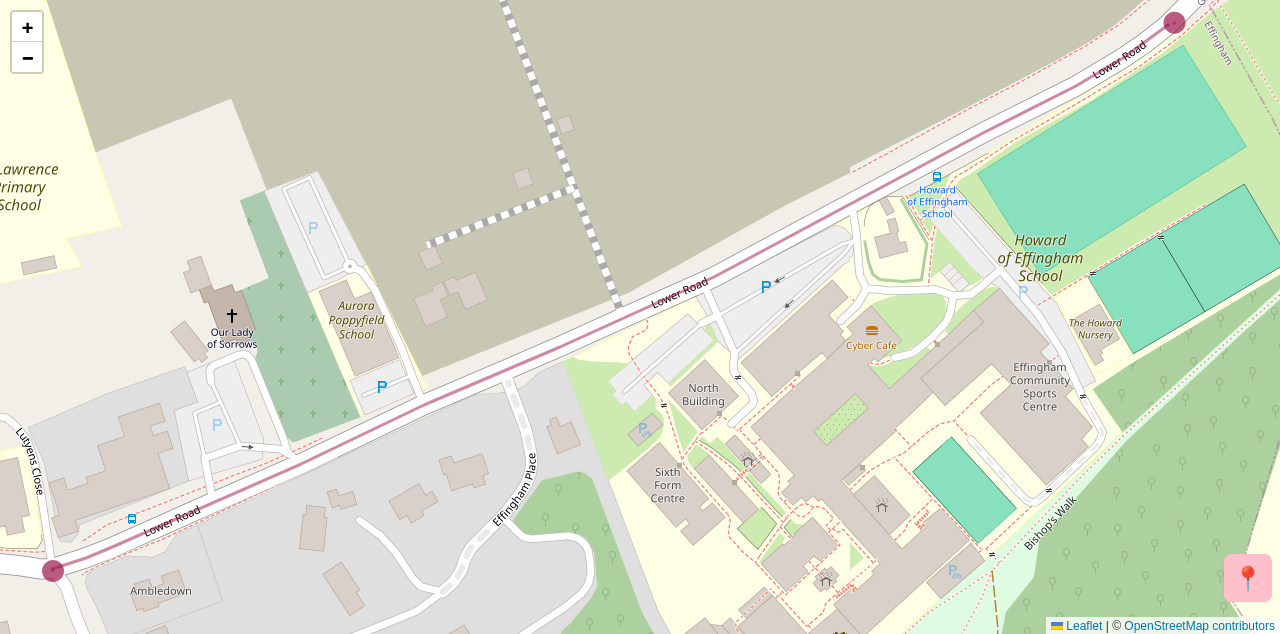 +
−
Lower Road
Effingham
Lawrence
Primary
School
Howard
of Effingham
School
Howard
of Effingham
School
P
P
P
Aurora
Poppyfield
School
Our Lady
of Sorrows
Lower Road
P
The Howard
Nursery
Cyber Cafe
Effingham
Community
Sports
Centre
North
Building
P
P
Lutyens Close
Sixth
Form
Centre
Effingham Place
Lower Road
Bishop's Walk
Ambledown
Leaflet | © OpenStreetMap contributors